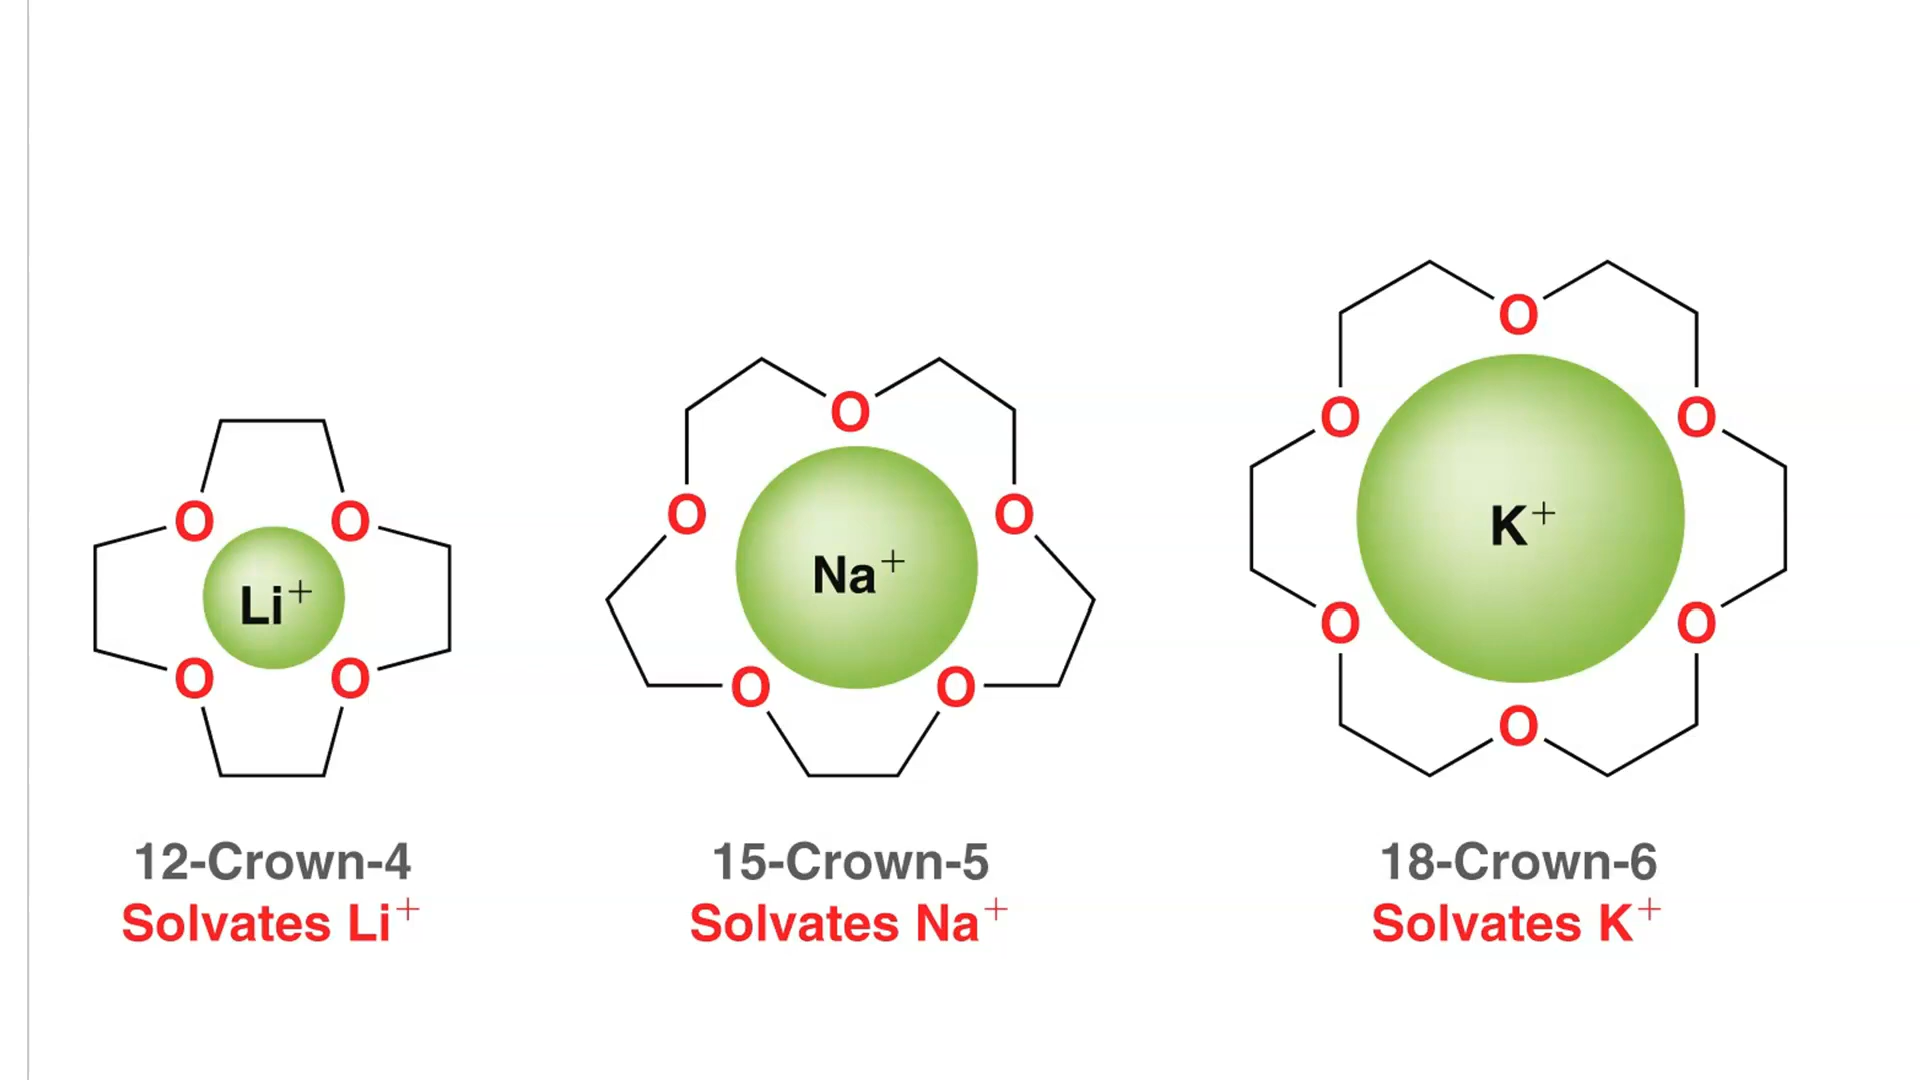 O O
Li⁺
O O
12-Crown-4
Solvates Li⁺
O
O O
Na⁺
O O
15-Crown-5
Solvates Na⁺
O
O O
K⁺
O O
O
18-Crown-6
Solvates K⁺